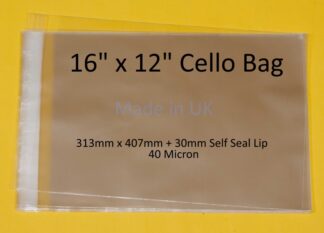 16" x 12" Cello Bag
Made in UK
313mm x 407mm + 30mm Self Seal Lip
40 Micron